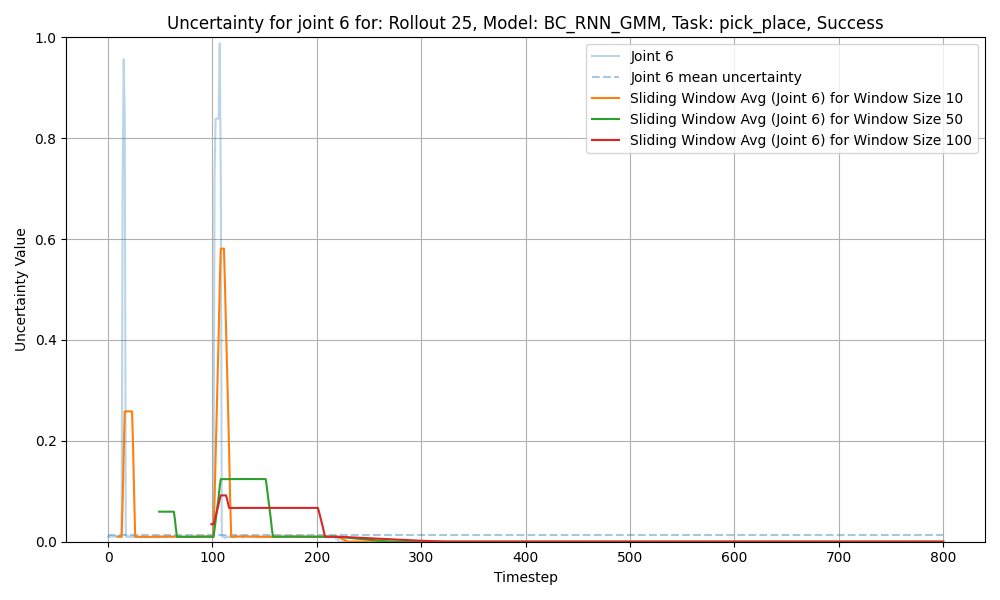 Uncertainty for joint 6 for: Rollout 25, Model: BC_RNN_GMM, Task: pick_place, Success
Joint 6
Joint 6 mean uncertainty
Sliding Window Avg (Joint 6) for Window Size 10
Sliding Window Avg (Joint 6) for Window Size 50
Sliding Window Avg (Joint 6) for Window Size 100
Uncertainty Value
1.0
0.8
0.6
0.4
0.2
0.0
0 100 200 300 400 500 600 700 800
Timestep